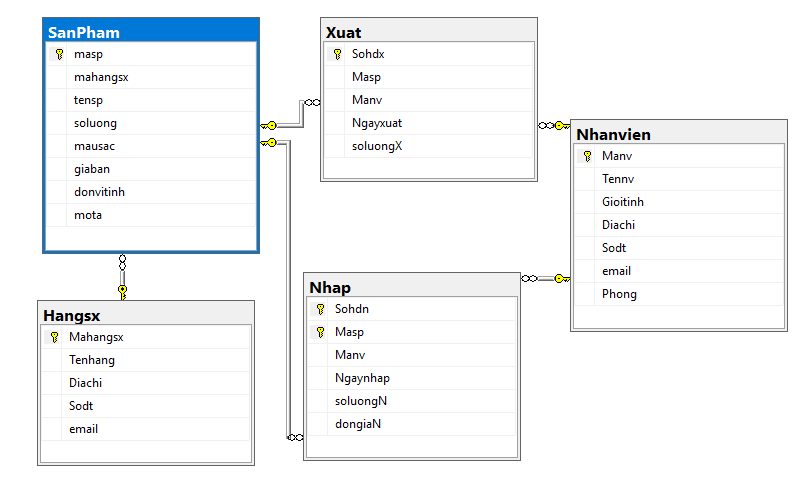 SanPham
masp
mahangsx
tensp
soluong
mausac
giaban
donvitinh
mota
Xuat
Sohdx
Masp
Manv
Ngayxuat
soluongX
Nhanvien
Manv
Tennv
Gioitinh
Diachi
Sodt
email
Phong
Hangsx
Mahangsx
Tenhang
Diachi
Sodt
email
Nhap
Sohdn
Masp
Manv
Ngaynhap
soluongN
dongiaN